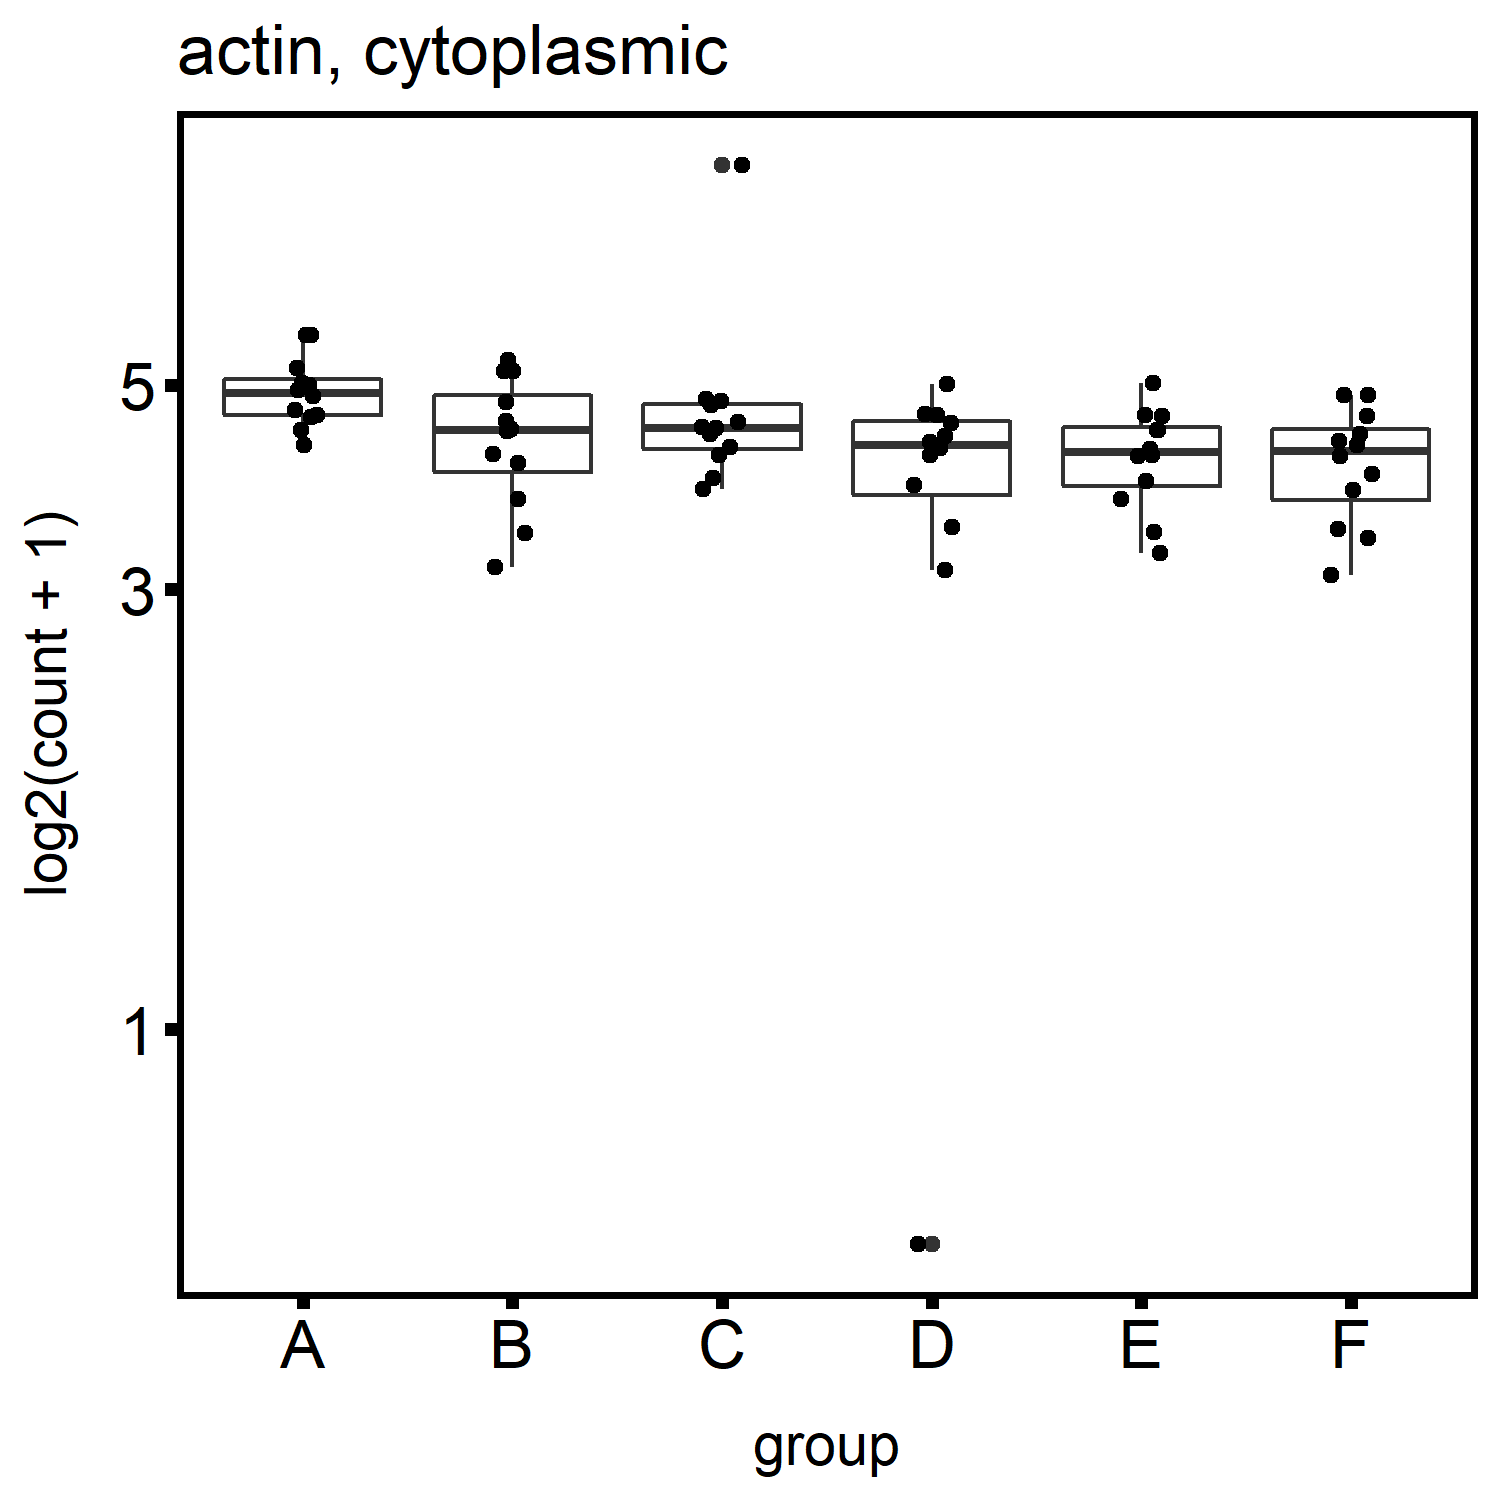 actin, cytoplasmic
log2(count + 1)
5
3
1
A B C D E F
group